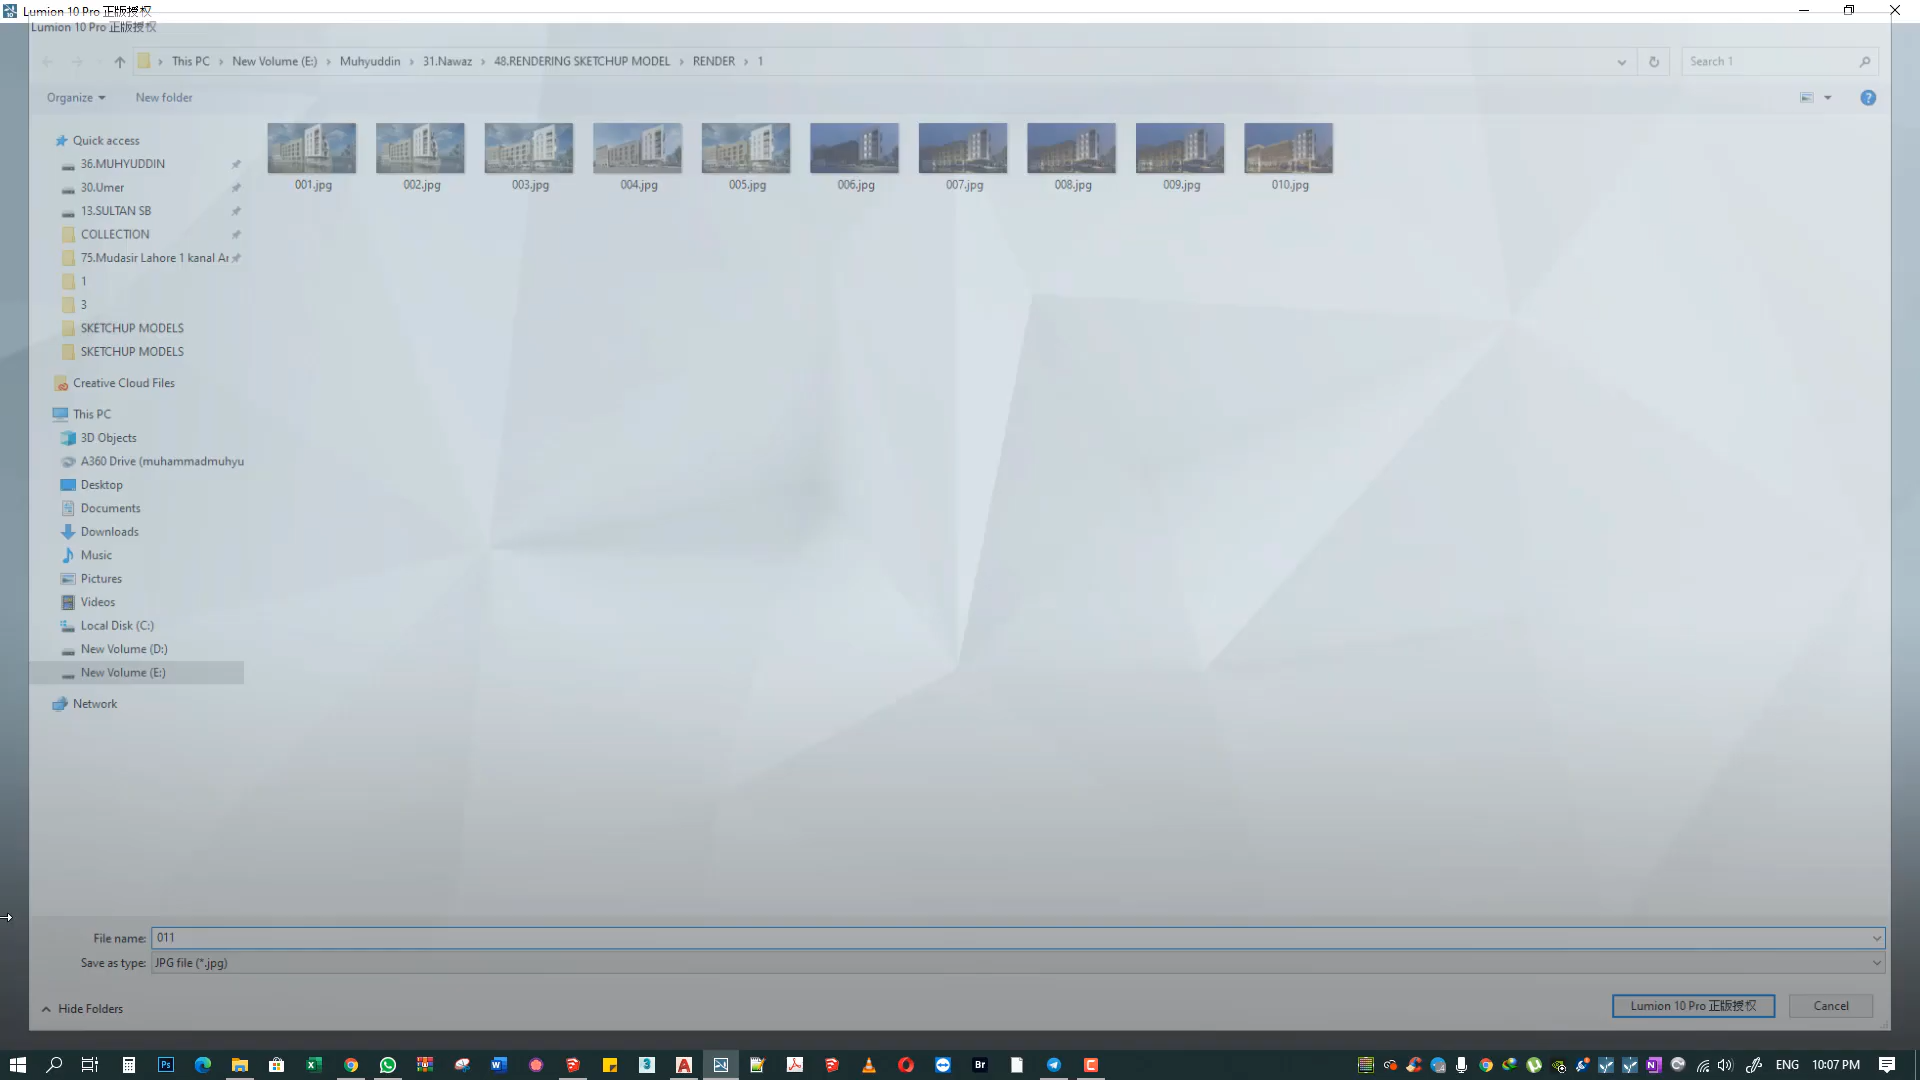 Lumion 10 Pro 正版授权
Lumion 10 Pro 正版授权
This PC › New Volume (E:) › Muhyuddin › 31.Nawaz › 48.RENDERING SKETCHUP MODEL › RENDER › 1
Search 1
Organize
New folder
Quick access
36.MUHYUDDIN
30.Umer
13.SULTAN SB
COLLECTION
75.Mudasir Lahore 1 kanal Ar
1
3
SKETCHUP MODELS
SKETCHUP MODELS
Creative Cloud Files
This PC
3D Objects
A360 Drive (muhammadmuhyu
Desktop
Documents
Downloads
Music
Pictures
Videos
Local Disk (C:)
New Volume (D:)
New Volume (E:)
Network
001.jpg
002.jpg
003.jpg
004.jpg
005.jpg
006.jpg
007.jpg
008.jpg
009.jpg
010.jpg
File name: 011
Save as type: JPG file (*.jpg)
Hide Folders
Lumion 10 Pro 正版授权
Cancel
ENG
10:07 PM